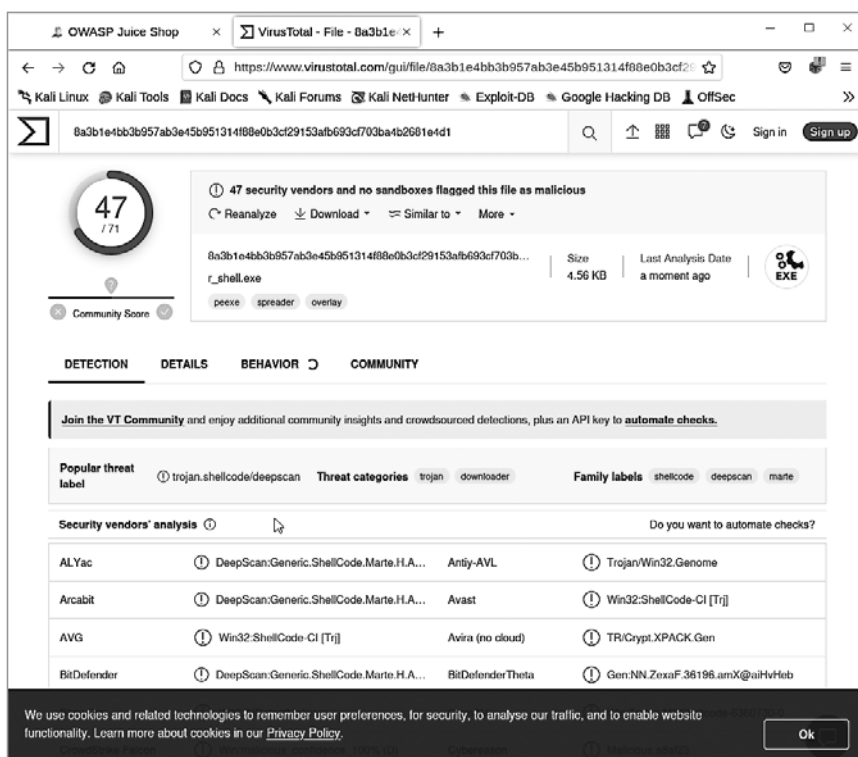 OWASP Juice Shop × VirusTotal - File - 8a3b1e × +
https://www.virustotal.com/gui/file/8a3b1e4bb3b957ab3e45b951314f88e0b3cf29
Kali Linux Kali Tools Kali Docs Kali Forums Kali NetHunter Exploit-DB Google Hacking DB OffSec »
8a3b1e4bb3b957ab3e45b951314f88e0b3cf29153afb693cf703ba4b2681e4d1 Sign in Sign up
47
/ 71
47 security vendors and no sandboxes flagged this file as malicious
Reanalyze Download Similar to More
8a3b1e4bb3b957ab3e45b951314f88e0b3cf29153afb693cf703b...
r_shell.exe
peexe spreader overlay
Size
4.56 KB
Last Analysis Date
a moment ago
EXE
?
Community Score
DETECTION DETAILS BEHAVIOR COMMUNITY
Join the VT Community and enjoy additional community insights and crowdsourced detections, plus an API key to automate checks.
Popular threat label trojan.shellcode/deepscan Threat categories trojan downloader Family labels shellcode deepscan marte
Security vendors' analysis Do you want to automate checks?
ALYac DeepScan:Generic.ShellCode.Marte.H.A... Antiy-AVL Trojan/Win32.Genome
Arcabit DeepScan:Generic.ShellCode.Marte.H.A... Avast Win32:ShellCode-CI [Trj]
AVG Win32:ShellCode-CI [Trj] Avira (no cloud) TR/Crypt.XPACK.Gen
BitDefender DeepScan:Generic.ShellCode.Marte.H.A... BitDefenderTheta Gen:NN.ZexaF.36196.amX@aiHvHeb
We use cookies and related technologies to remember user preferences, for security, to analyse our traffic, and to enable website
functionality. Learn more about cookies in our Privacy Policy.
Ok
CrowdStrike Falcon Cybereason